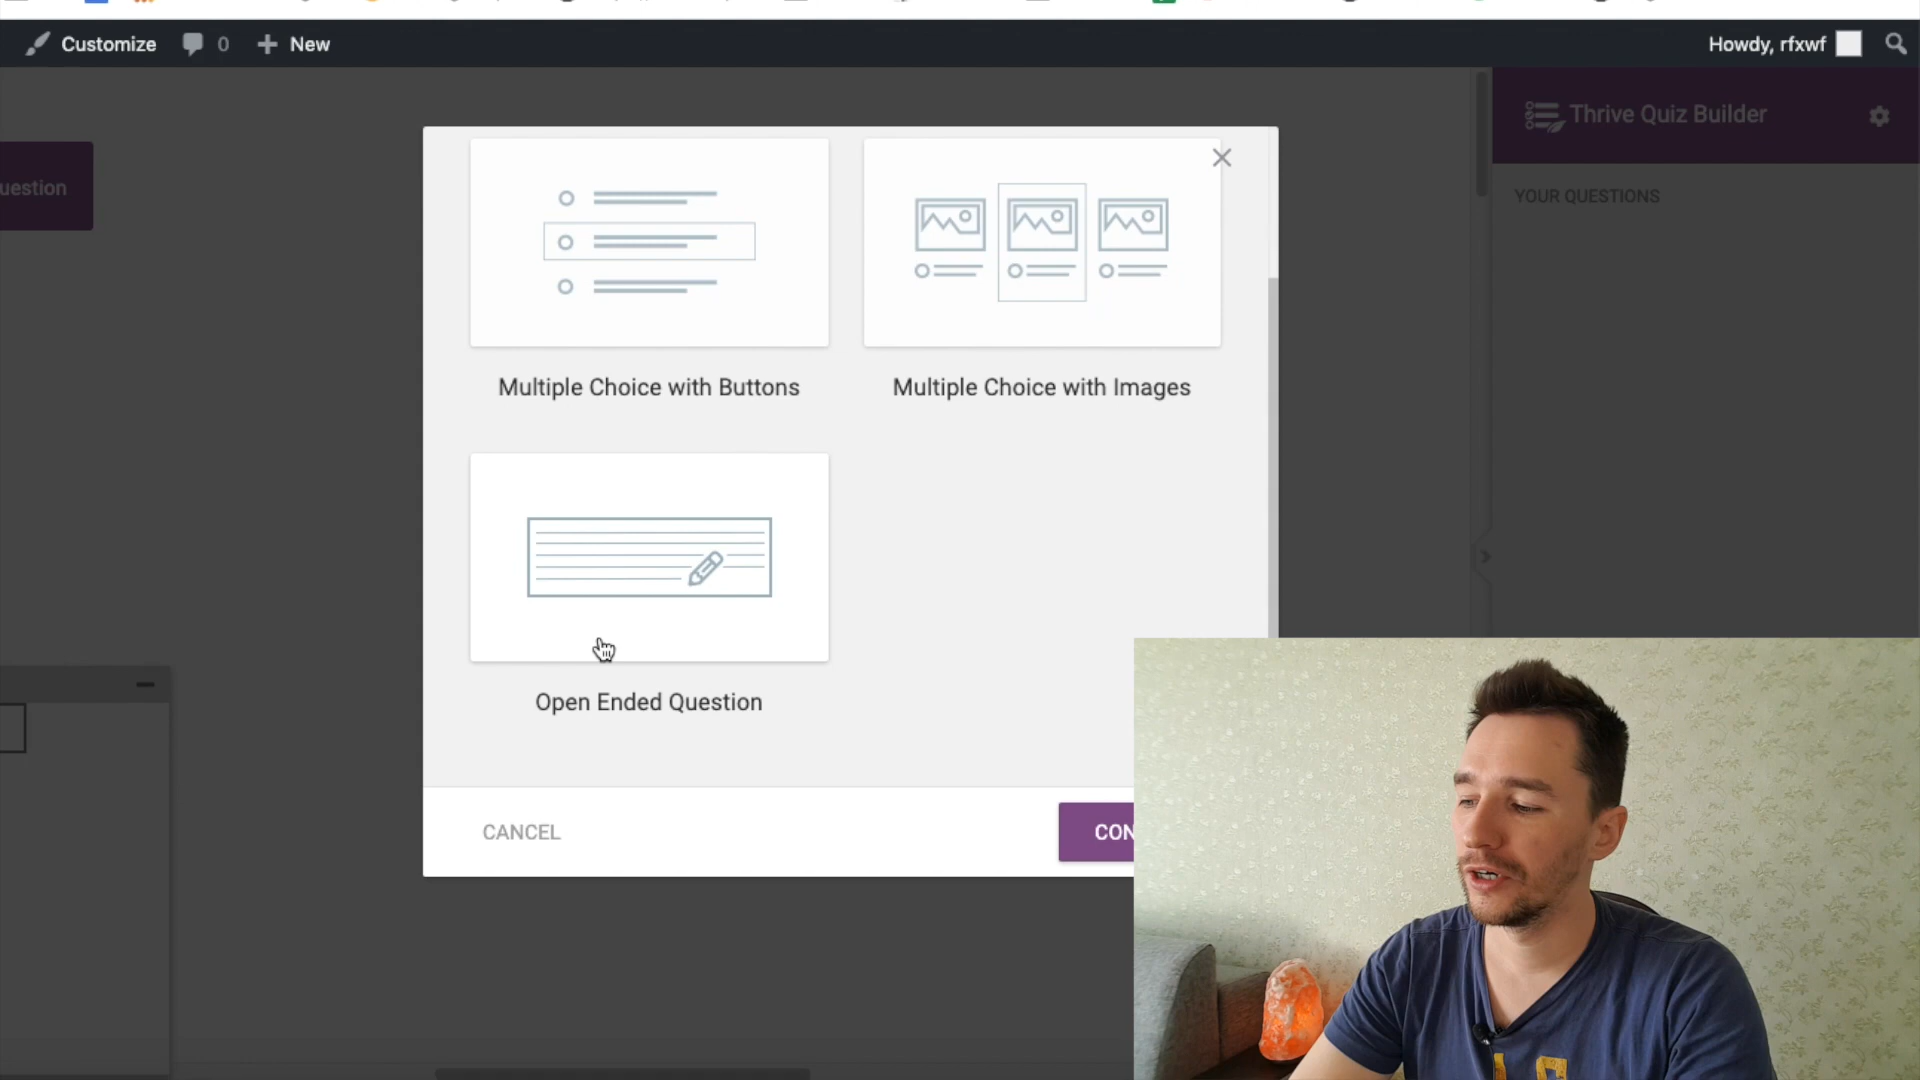 Customize
0
New
Howdy, rfxwf
Thrive Quiz Builder
uestion
YOUR QUESTIONS
Multiple Choice with Buttons
Multiple Choice with Images
Open Ended Question
CANCEL
CON